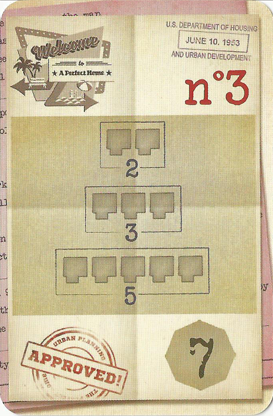 U.S. DEPARTMENT OF HOUSING
JUNE 10, 1953
AND URBAN DEVELOPMENT
Welcome
to
A Perfect Home
n°3
2
3
5
URBAN PLANNING
APPROVED!
7